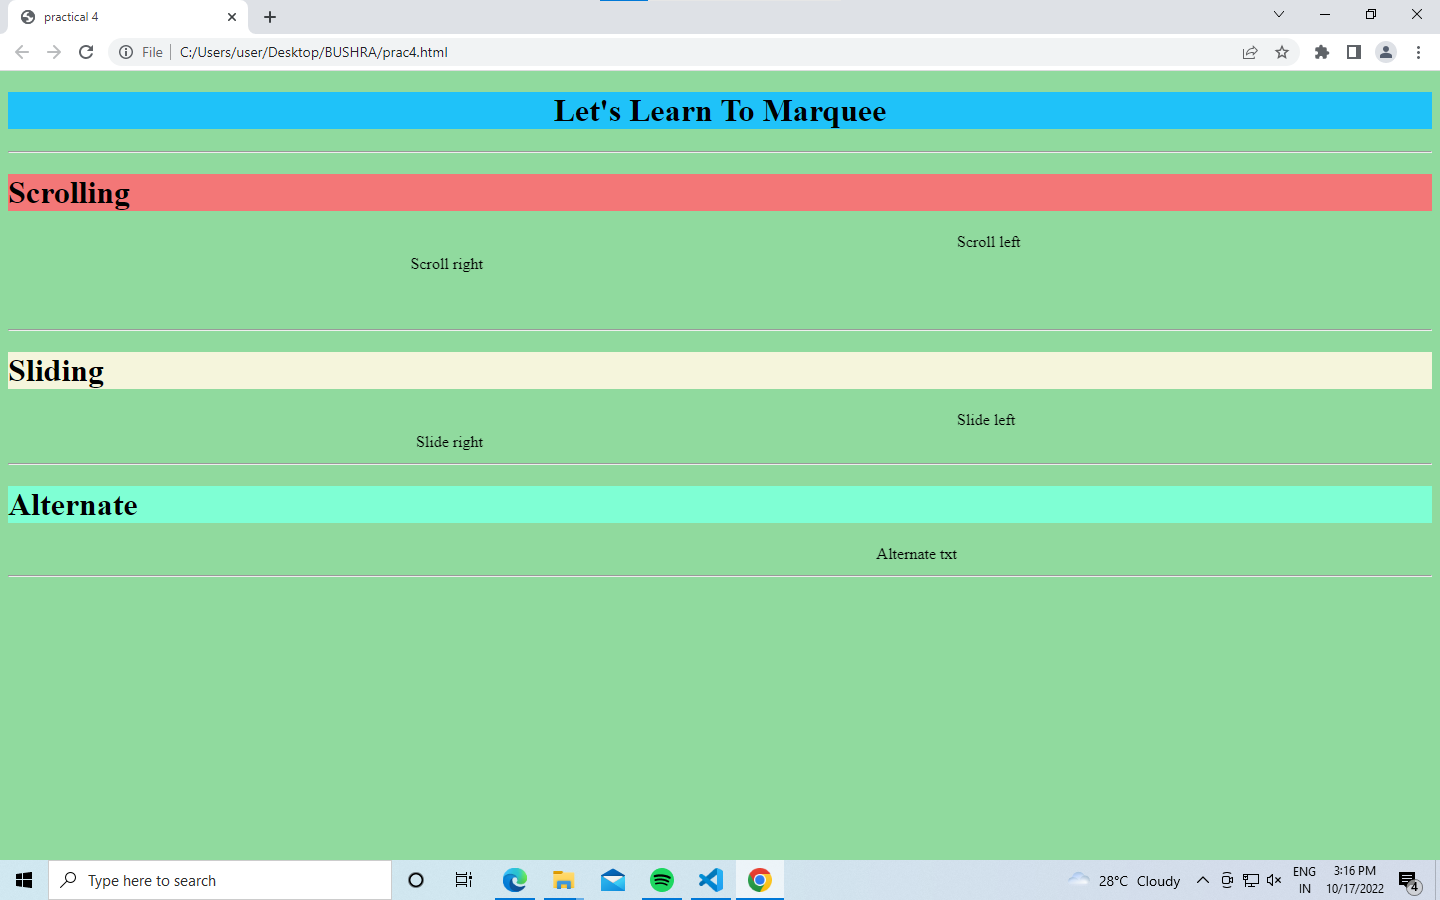 practical 4
File C:/Users/user/Desktop/BUSHRA/prac4.html
Let's Learn To Marquee
Scrolling
Scroll left
Scroll right
Sliding
Slide left
Slide right
Alternate
Alternate txt
Type here to search
28°C Cloudy
ENG
IN
3:16 PM
10/17/2022
4